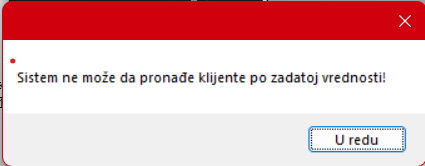 Sistem ne može da pronađe klijente po zadatoj vrednosti!
U redu